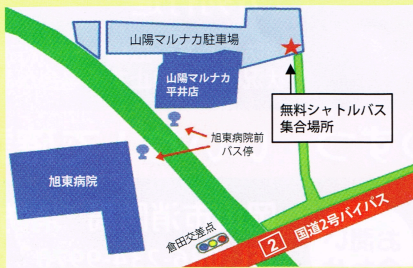 山陽マルナカ駐車場
山陽マルナカ
平井店
無料シャトルバス
集合場所
旭東病院前
バス停
旭東病院
倉田交差点
2 国道2号バイパス